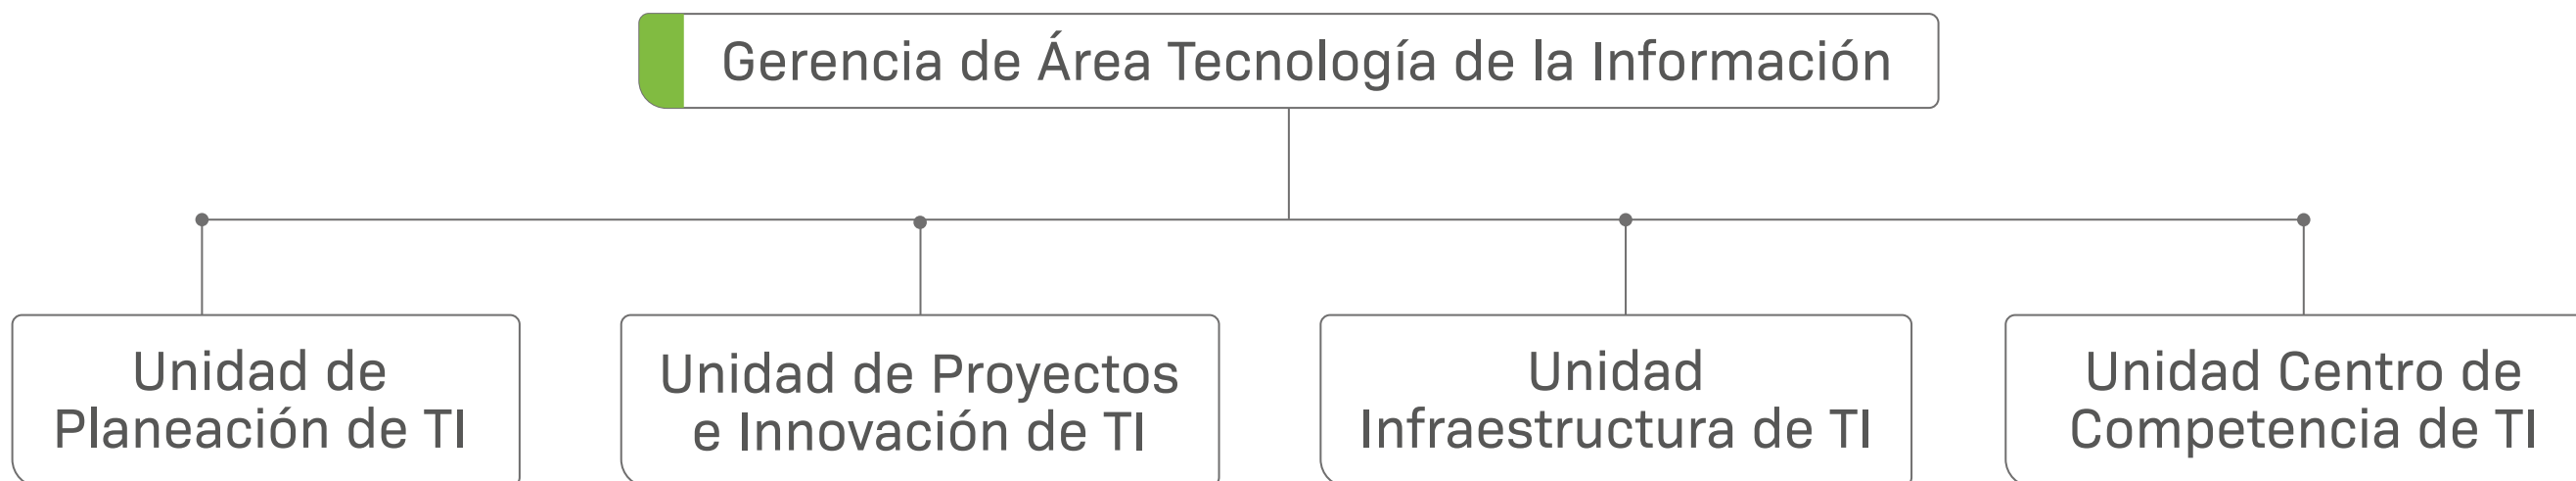 Gerencia de Área Tecnología de la Información
Unidad de
Planeación de TI
Unidad de Proyectos
e Innovación de TI
Unidad
Infraestructura de TI
Unidad Centro de
Competencia de TI